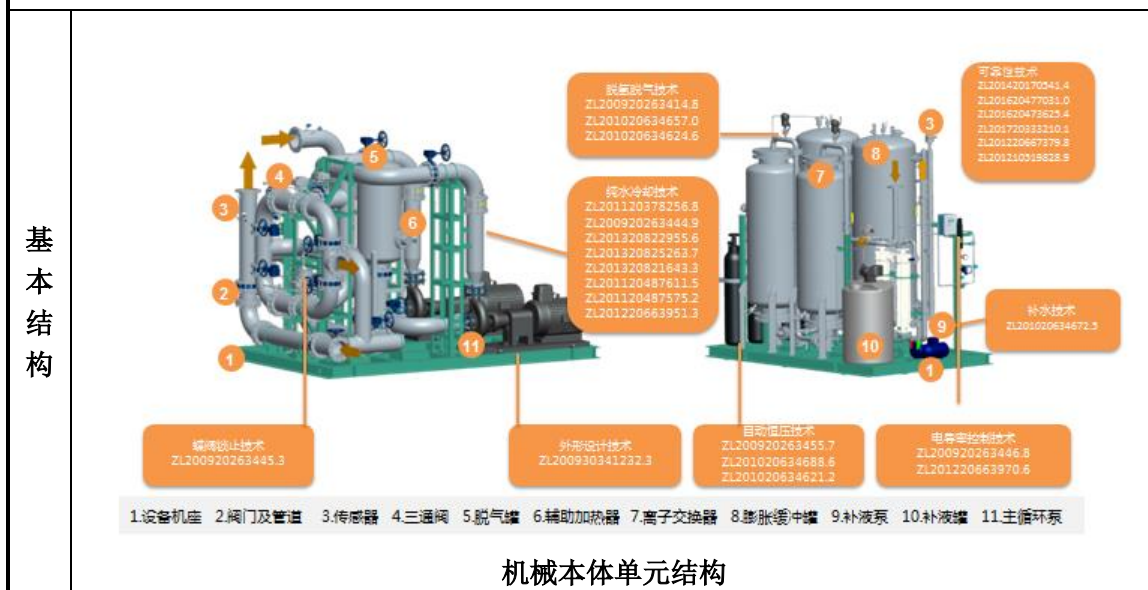 基本结构
脱氧脱气技术
ZL200920263414.8
ZL201020634657.0
ZL201020634624.6
可靠性技术
ZL201420170541.4
ZL201620477031.0
ZL201620473625.4
ZL201720333210.1
ZL201220667379.8
ZL201210519828.9
纯水冷却技术
ZL201120378256.8
ZL200920263444.9
ZL201320822955.6
ZL201320825263.7
ZL201320821643.3
ZL201120487611.5
ZL201120487575.2
ZL201220663951.3
补水技术
ZL201020634672.5
蝶阀锁止技术
ZL200920263445.3
外形设计技术
ZL200930341232.3
自动恒压技术
ZL200920263455.7
ZL201020634688.6
ZL201020634621.2
电导率控制技术
ZL200920263446.8
ZL201220663970.6
5
4
3
6
2
1
11
3
8
7
9
10
1
1.设备机座 2.阀门及管道 3.传感器 4.三通阀 5.脱气罐 6.辅助加热器 7.离子交换器 8.膨胀缓冲罐 9.补液泵 10.补液罐 11.主循环泵
机械本体单元结构